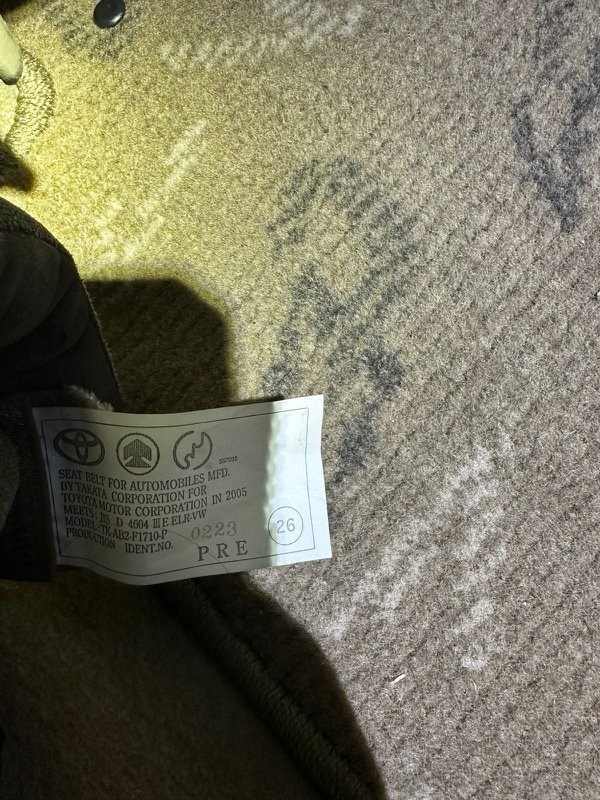 SEAT BELT FOR AUTOMOBILES MFD.
BY TAKATA CORPORATION FOR
TOYOTA MOTOR CORPORATION IN 2005
MEETS: JIS D 4604 III E ELR-VW
MODEL: TK-AB2-F1710-P
PRODUCTION IDENT.NO.
0223
PRE
26